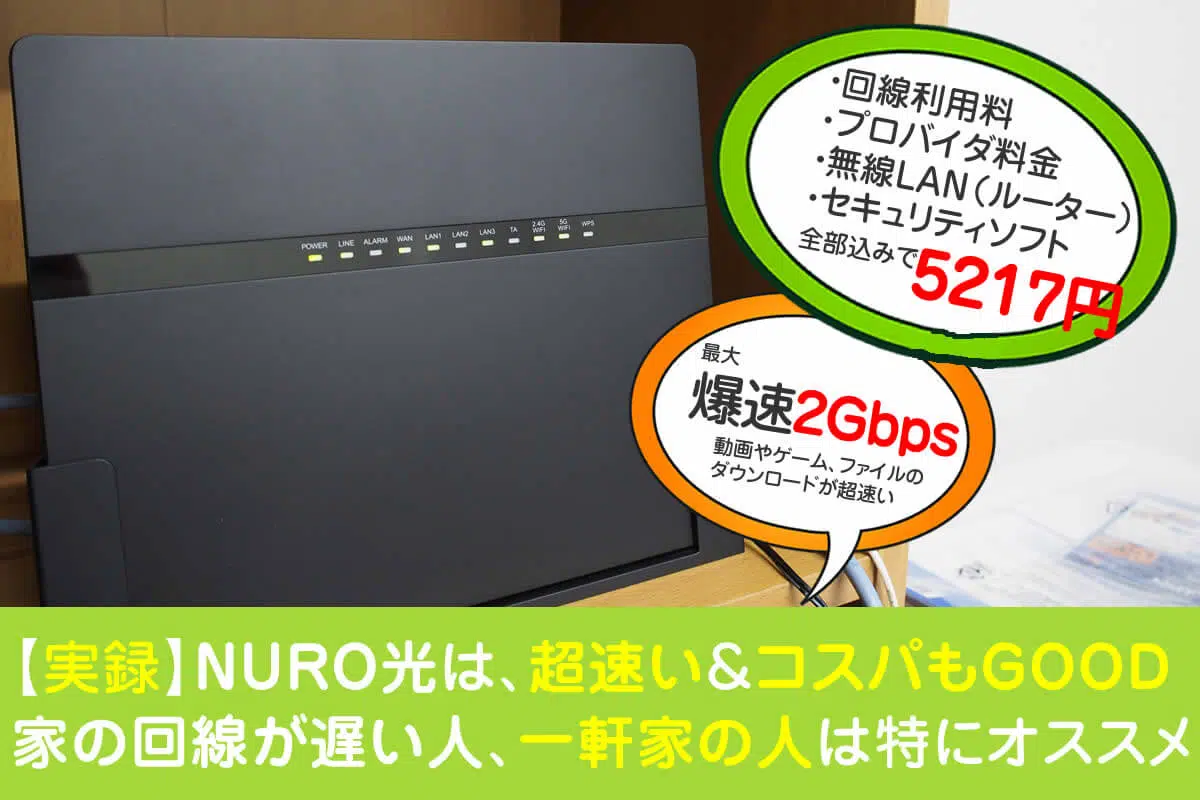 ・回線利用料
・プロバイダ料金
・無線LAN（ルーター）
・セキュリティソフト
全部込みで5217円
POWER LINE ALARM WAN LAN1 LAN2 LAN3 TA 2.4G WIFI 5G WIFI WPS
最大
爆速2Gbps
動画やゲーム、ファイルの
ダウンロードが超速い
【実録】NURO光は、超速い&コスパもGOOD
家の回線が遅い人、一軒家の人は特にオススメ